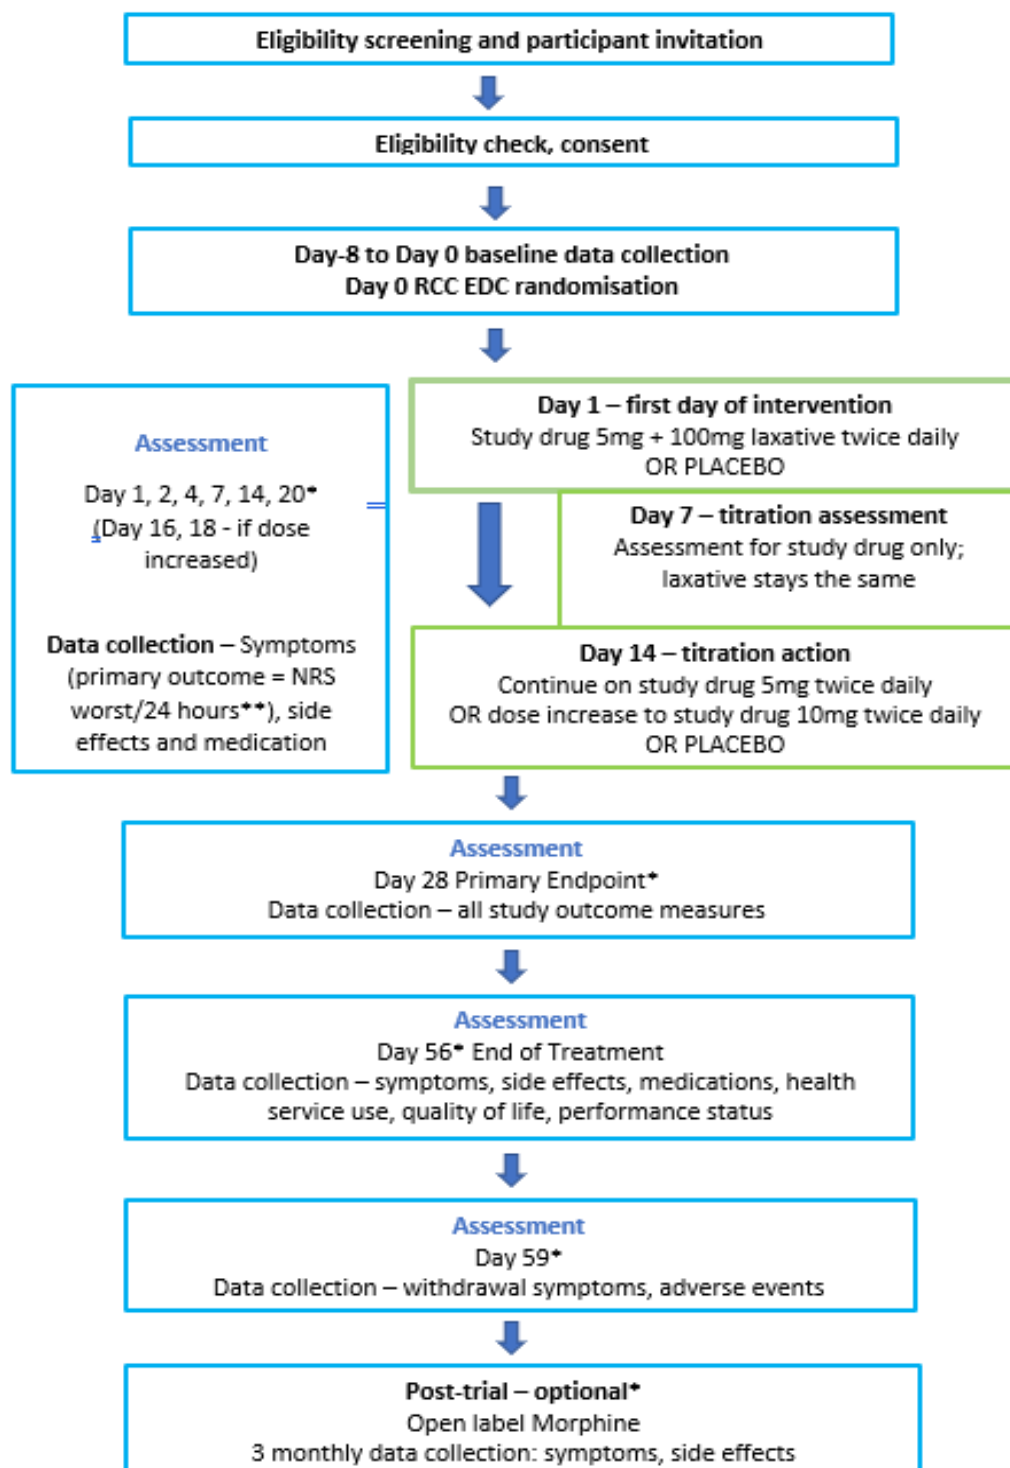 Eligibility screening and participant invitation
Eligibility check, consent
Day-8 to Day 0 baseline data collection
Day 0 RCC EDC randomisation
Assessment
Day 1, 2, 4, 7, 14, 20*
(Day 16, 18 - if dose
increased)
Data collection – Symptoms
(primary outcome = NRS
worst/24 hours**), side
effects and medication
Day 1 – first day of intervention
Study drug 5mg + 100mg laxative twice daily
OR PLACEBO
Day 7 – titration assessment
Assessment for study drug only;
laxative stays the same
Day 14 – titration action
Continue on study drug 5mg twice daily
OR dose increase to study drug 10mg twice daily
OR PLACEBO
Assessment
Day 28 Primary Endpoint*
Data collection – all study outcome measures
Assessment
Day 56* End of Treatment
Data collection – symptoms, side effects, medications, health
service use, quality of life, performance status
Assessment
Day 59*
Data collection – withdrawal symptoms, adverse events
Post-trial – optional*
Open label Morphine
3 monthly data collection: symptoms, side effects